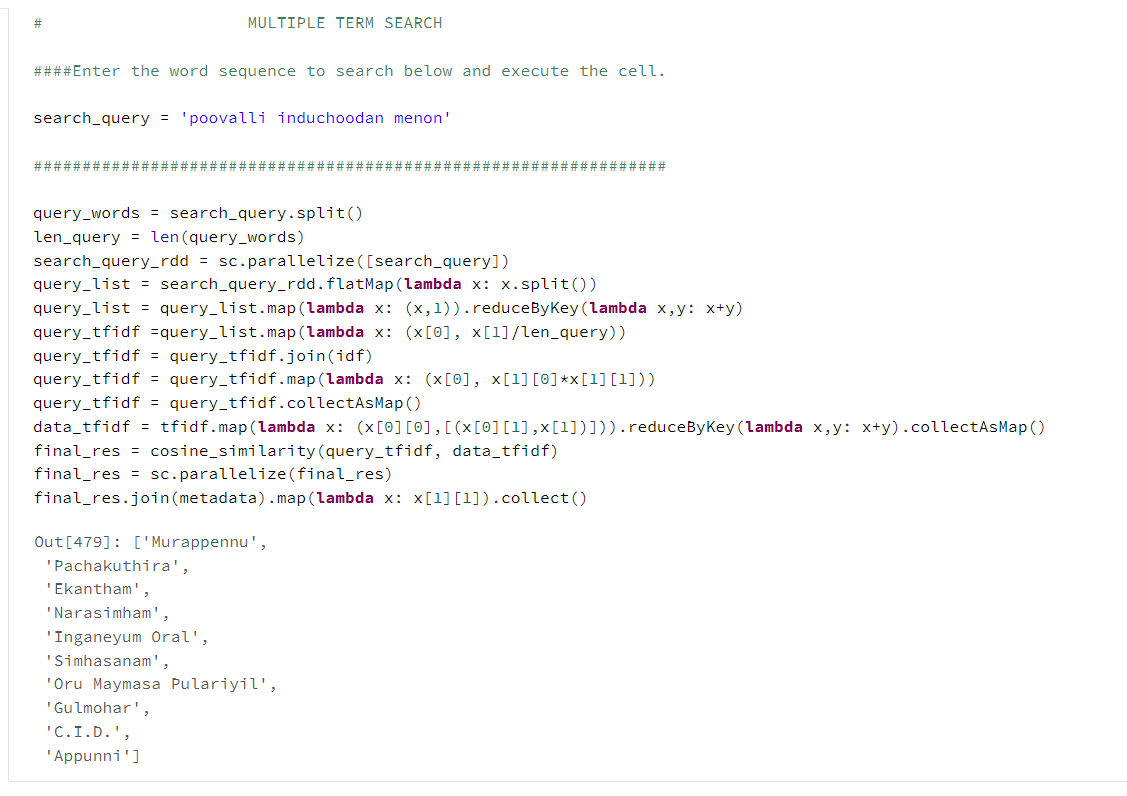 # MULTIPLE TERM SEARCH
####Enter the word sequence to search below and execute the cell.
search_query = 'poovalli induchoodan menon'
#################################################################
query_words = search_query.split()
len_query = len(query_words)
search_query_rdd = sc.parallelize([search_query])
query_list = search_query_rdd.flatMap(lambda x: x.split())
query_list = query_list.map(lambda x: (x,1)).reduceByKey(lambda x,y: x+y)
query_tfidf =query_list.map(lambda x: (x[0], x[1]/len_query))
query_tfidf = query_tfidf.join(idf)
query_tfidf = query_tfidf.map(lambda x: (x[0], x[1][0]*x[1][1]))
query_tfidf = query_tfidf.collectAsMap()
data_tfidf = tfidf.map(lambda x: (x[0][0],[(x[0][1],x[1])])).reduceByKey(lambda x,y: x+y).collectAsMap()
final_res = cosine_similarity(query_tfidf, data_tfidf)
final_res = sc.parallelize(final_res)
final_res.join(metadata).map(lambda x: x[1][1]).collect()
Out[479]: ['Murappennu',
'Pachakuthira',
'Ekantham',
'Narasimham',
'Inganeyum Oral',
'Simhasanam',
'Oru Maymasa Pulariyil',
'Gulmohar',
'C.I.D.',
'Appunni']